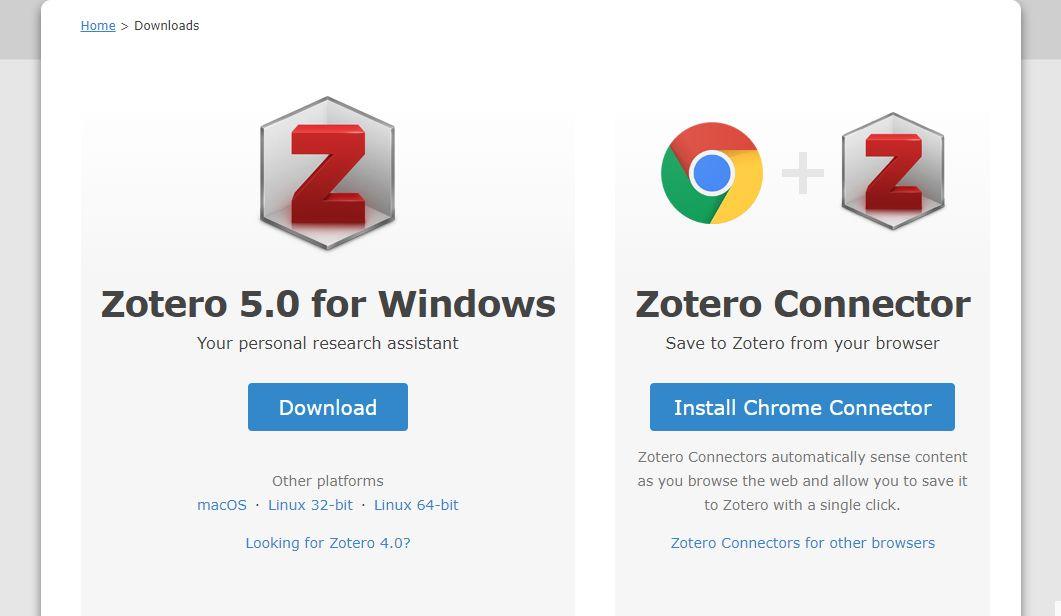 Home > Downloads
Zotero 5.0 for Windows
Your personal research assistant
Download
Other platforms
macOS · Linux 32-bit · Linux 64-bit
Looking for Zotero 4.0?
Zotero Connector
Save to Zotero from your browser
Install Chrome Connector
Zotero Connectors automatically sense content
as you browse the web and allow you to save it
to Zotero with a single click.
Zotero Connectors for other browsers